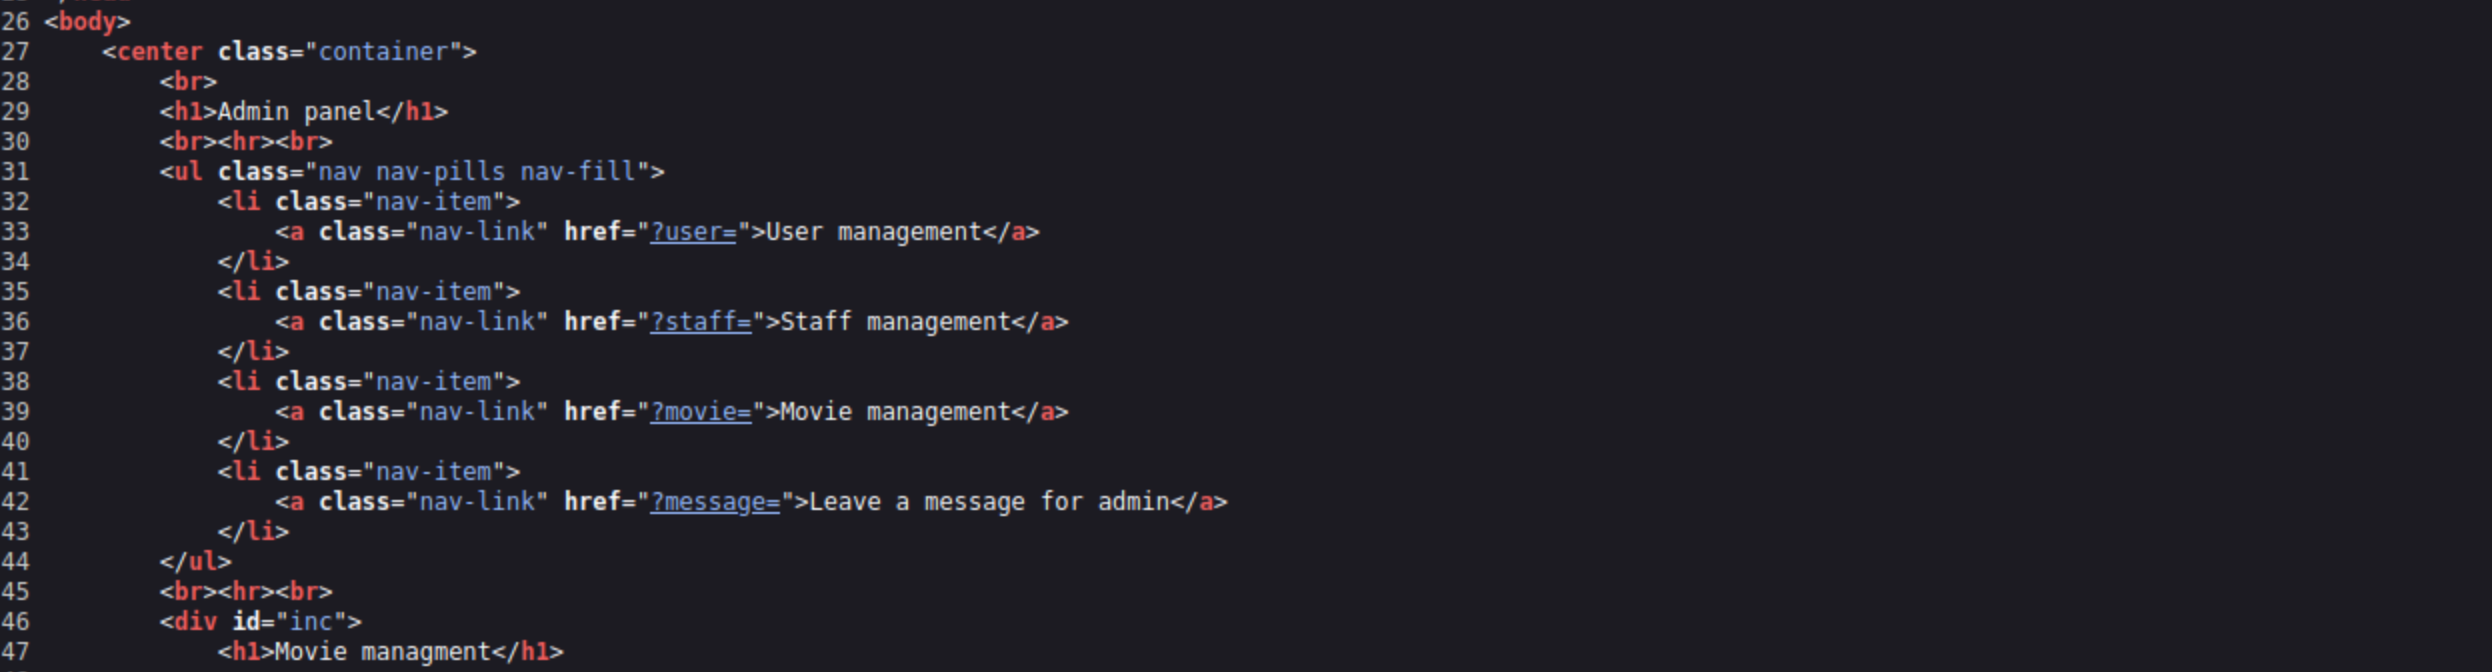 26 <body>
27     <center class="container">
28         <br>
29         <h1>Admin panel</h1>
30         <br><hr><br>
31         <ul class="nav nav-pills nav-fill">
32             <li class="nav-item">
33                 <a class="nav-link" href="?user=">User management</a>
34             </li>
35             <li class="nav-item">
36                 <a class="nav-link" href="?staff=">Staff management</a>
37             </li>
38             <li class="nav-item">
39                 <a class="nav-link" href="?movie=">Movie management</a>
40             </li>
41             <li class="nav-item">
42                 <a class="nav-link" href="?message=">Leave a message for admin</a>
43             </li>
44         </ul>
45         <br><hr><br>
46         <div id="inc">
47             <h1>Movie managment</h1>